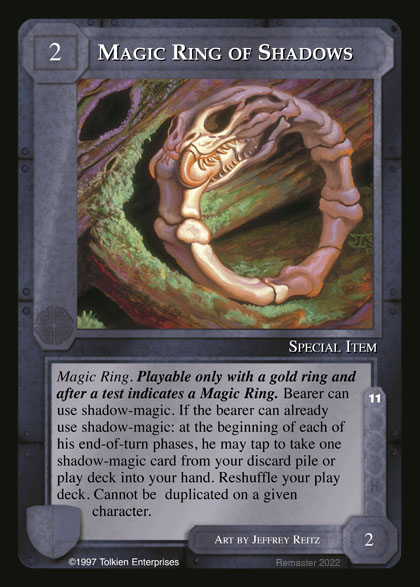 2
MAGIC RING OF SHADOWS
JR
SPECIAL ITEM
Magic Ring. Playable only with a gold ring and
after a test indicates a Magic Ring. Bearer can
use shadow-magic. If the bearer can already
use shadow-magic: at the beginning of each of
his end-of-turn phases, he may tap to take one
shadow-magic card from your discard pile or
play deck into your hand. Reshuffle your play
deck. Cannot be duplicated on a given
character.
11
H
ART BY JEFFREY REITZ
2
©1997 Tolkien Enterprises
Remaster 2022